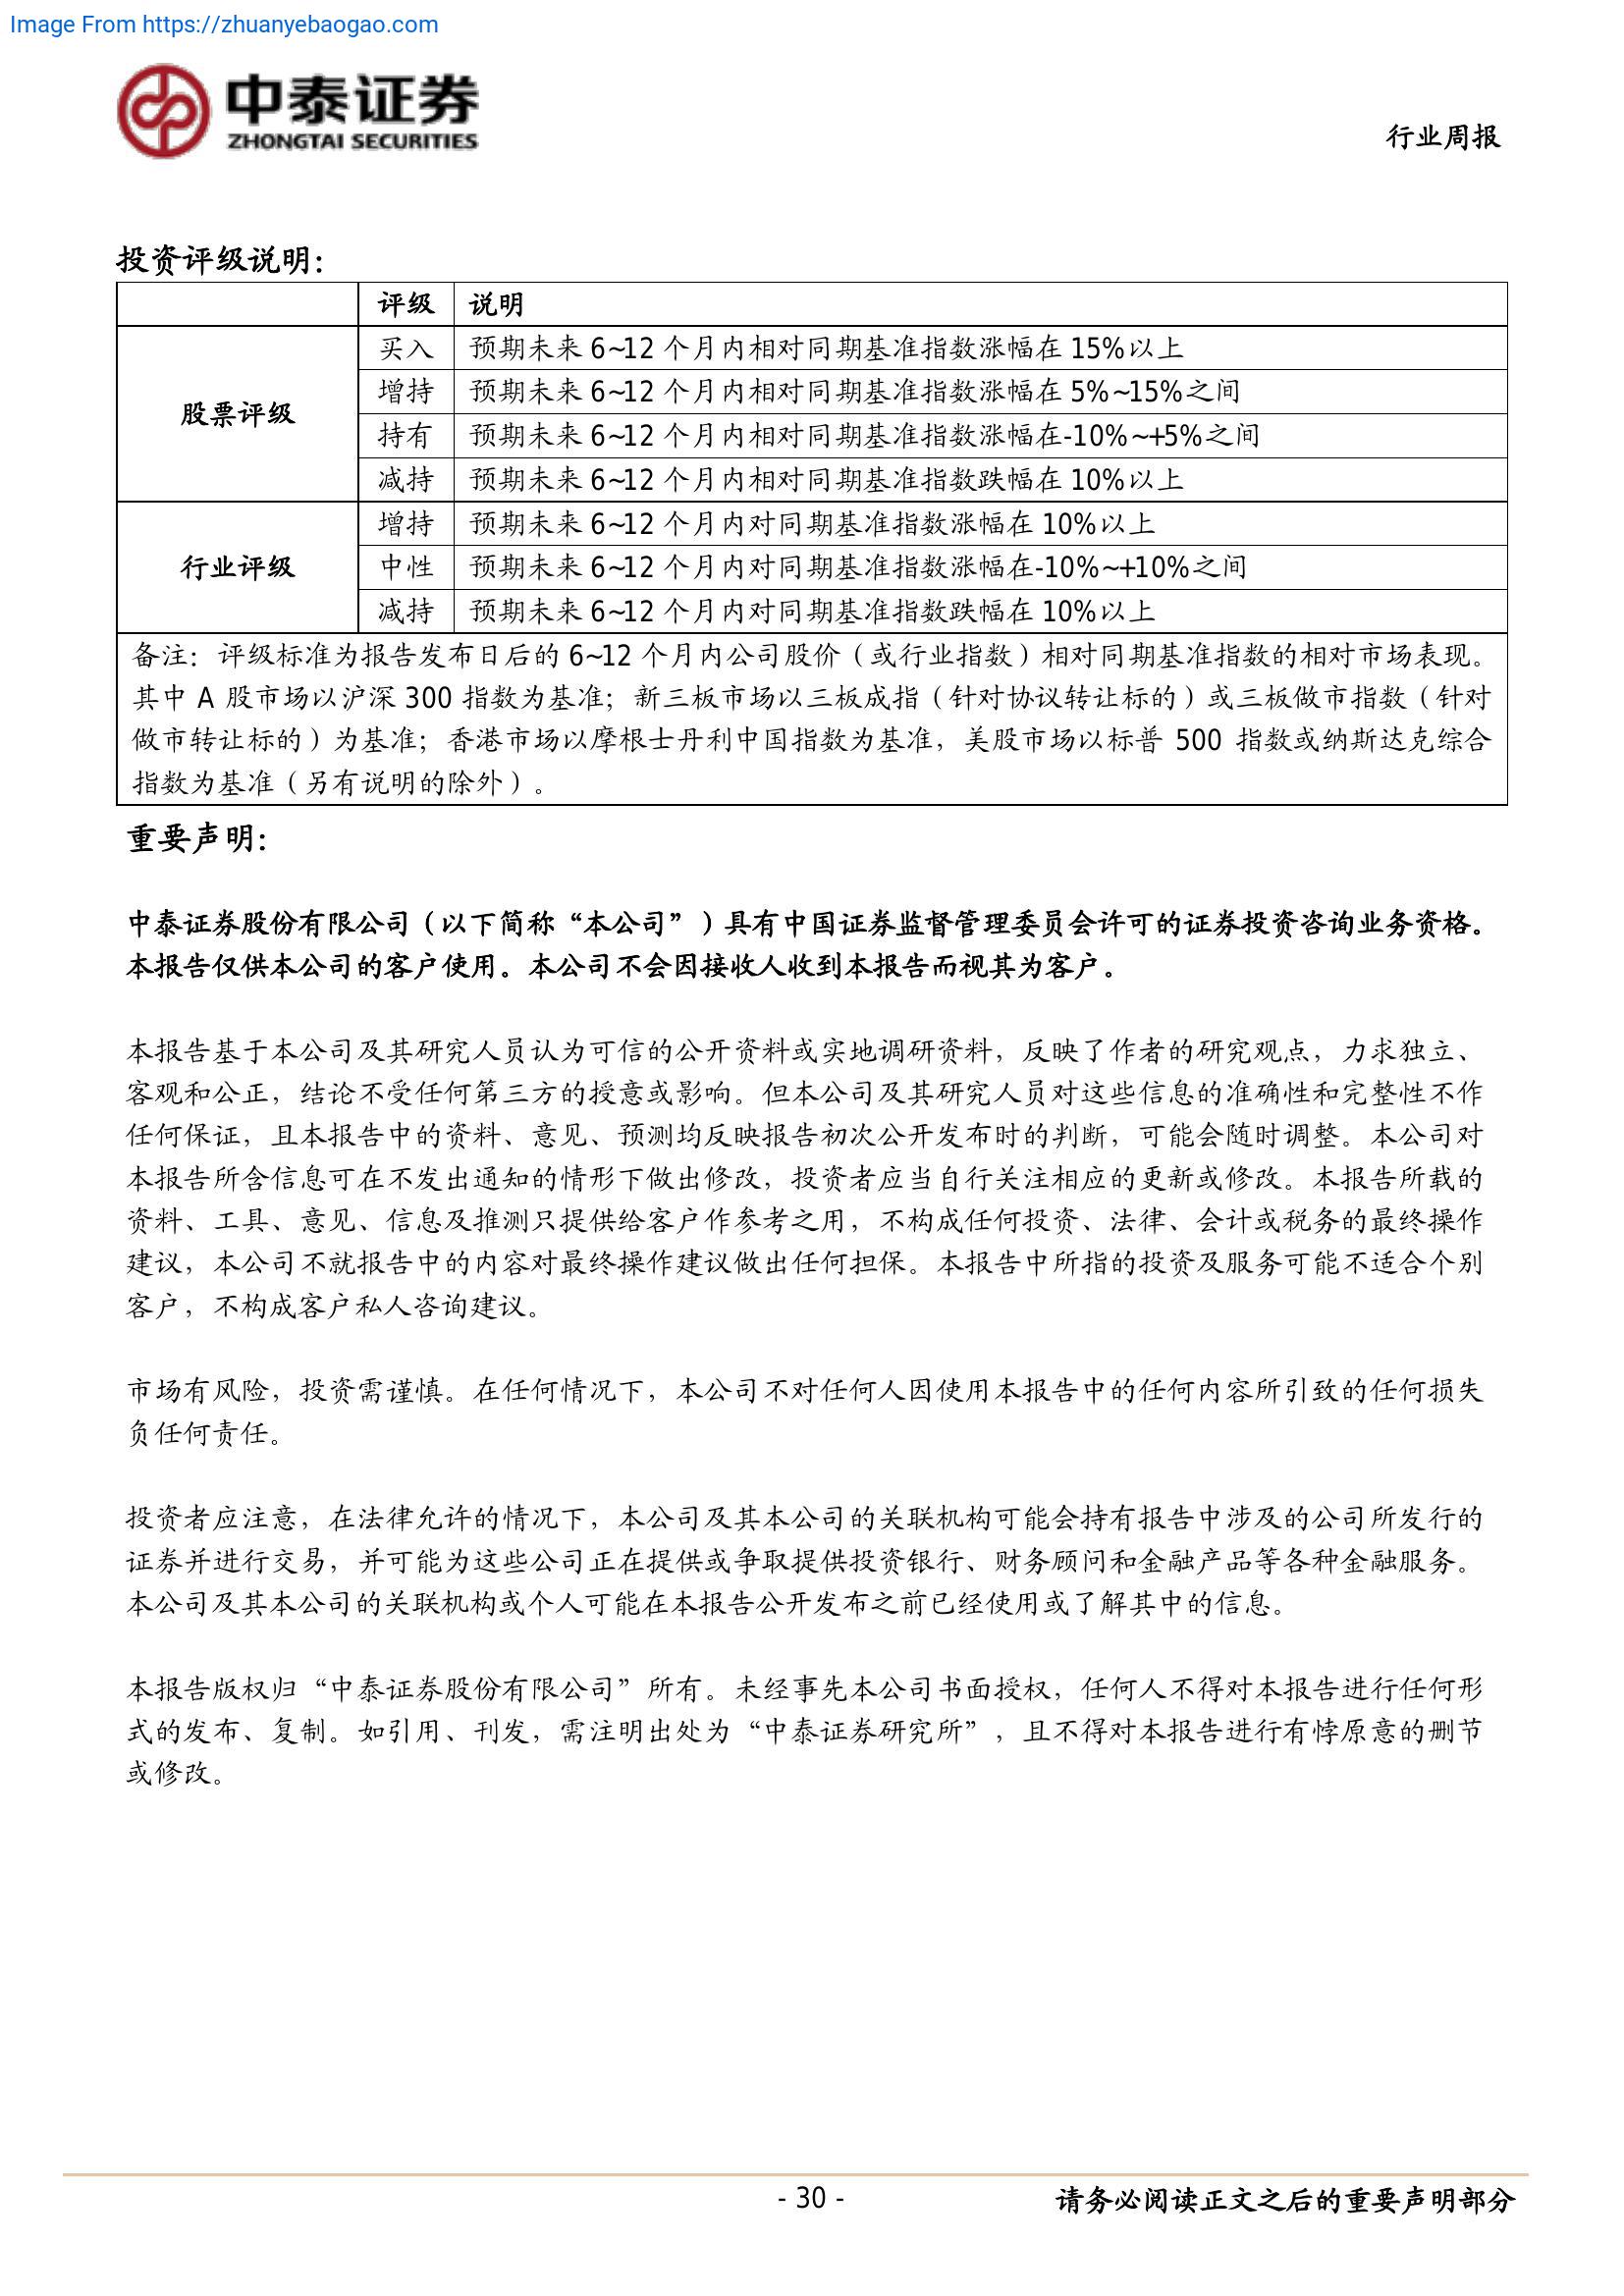 Image From https://zhuanyebaogao.com
中泰证券
ZHONGTAI SECURITIES
行业周报
投资评级说明：
评级 说明
股票评级
买入 预期未来 6~12 个月内相对同期基准指数涨幅在 15%以上
增持 预期未来 6~12 个月内相对同期基准指数涨幅在 5%~15%之间
持有 预期未来 6~12 个月内相对同期基准指数涨幅在-10%~+5%之间
减持 预期未来 6~12 个月内相对同期基准指数跌幅在 10%以上
行业评级
增持 预期未来 6~12 个月内对同期基准指数涨幅在 10%以上
中性 预期未来 6~12 个月内对同期基准指数涨幅在-10%~+10%之间
减持 预期未来 6~12 个月内对同期基准指数跌幅在 10%以上
备注：评级标准为报告发布日后的 6~12 个月内公司股价（或行业指数）相对同期基准指数的相对市场表现。
其中 A 股市场以沪深 300 指数为基准；新三板市场以三板成指（针对协议转让标的）或三板做市指数（针对
做市转让标的）为基准；香港市场以摩根士丹利中国指数为基准，美股市场以标普 500 指数或纳斯达克综合
指数为基准（另有说明的除外）。
重要声明：
中泰证券股份有限公司（以下简称“本公司”）具有中国证券监督管理委员会许可的证券投资咨询业务资格。
本报告仅供本公司的客户使用。本公司不会因接收人收到本报告而视其为客户。
本报告基于本公司及其研究人员认为可信的公开资料或实地调研资料，反映了作者的研究观点，力求独立、
客观和公正，结论不受任何第三方的授意或影响。但本公司及其研究人员对这些信息的准确性和完整性不作
任何保证，且本报告中的资料、意见、预测均反映报告初次公开发布时的判断，可能会随时调整。本公司对
本报告所含信息可在不发出通知的情形下做出修改，投资者应当自行关注相应的更新或修改。本报告所载的
资料、工具、意见、信息及推测只提供给客户作参考之用，不构成任何投资、法律、会计或税务的最终操作
建议，本公司不就报告中的内容对最终操作建议做出任何担保。本报告中所指的投资及服务可能不适合个别
客户，不构成客户私人咨询建议。
市场有风险，投资需谨慎。在任何情况下，本公司不对任何人因使用本报告中的任何内容所引致的任何损失
负任何责任。
投资者应注意，在法律允许的情况下，本公司及其本公司的关联机构可能会持有报告中涉及的公司所发行的
证券并进行交易，并可能为这些公司正在提供或争取提供投资银行、财务顾问和金融产品等各种金融服务。
本公司及其本公司的关联机构或个人可能在本报告公开发布之前已经使用或了解其中的信息。
本报告版权归“中泰证券股份有限公司”所有。未经事先本公司书面授权，任何人不得对本报告进行任何形
式的发布、复制。如引用、刊发，需注明出处为“中泰证券研究所”，且不得对本报告进行有悖原意的删节
或修改。
- 30 -
请务必阅读正文之后的重要声明部分